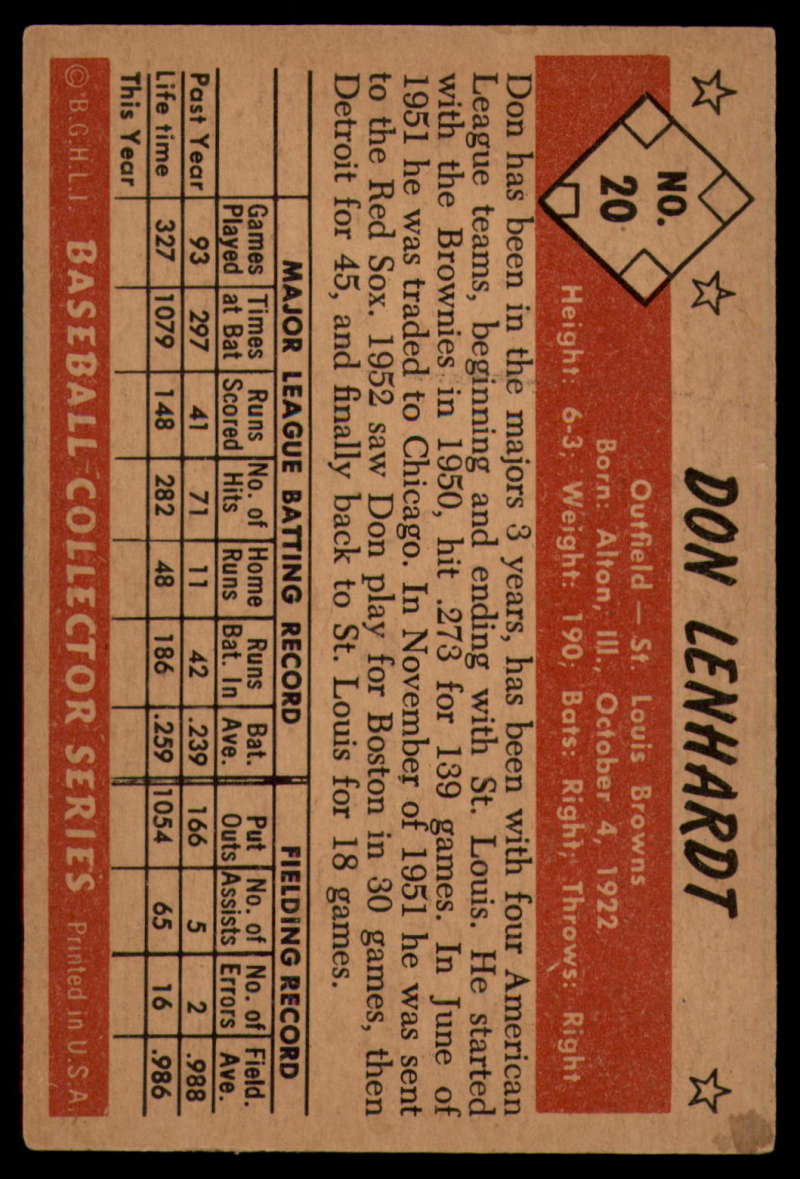 DON LENHARDT
NO.
20
Outfield — St. Louis Browns
Born: Alton, Ill., October 4, 1922
Height: 6-3; Weight: 190; Bats: Right; Throws: Right
Don has been in the majors 3 years, has been with four American
League teams, beginning and ending with St. Louis. He started
with the Brownies in 1950, hit .273 for 139 games. In June of
1951 he was traded to Chicago. In November of 1951 he was sent
to the Red Sox. 1952 saw Don play for Boston in 30 games, then
Detroit for 45, and finally back to St. Louis for 18 games.
MAJOR LEAGUE BATTING RECORD FIELDING RECORD
Games Times Runs No. of Home Runs Bat. Put No. of No. of Field.
Played at Bat Scored Hits Runs Bat. In Ave. Outs Assists Errors Ave.
Past Year 93 297 41 71 11 42 .239 166 5 2 .988
Life time 327 1079 148 282 48 186 .259 1054 65 16 .986
This Year
© B.G.H.L.I. BASEBALL COLLECTOR SERIES Printed in U.S.A.